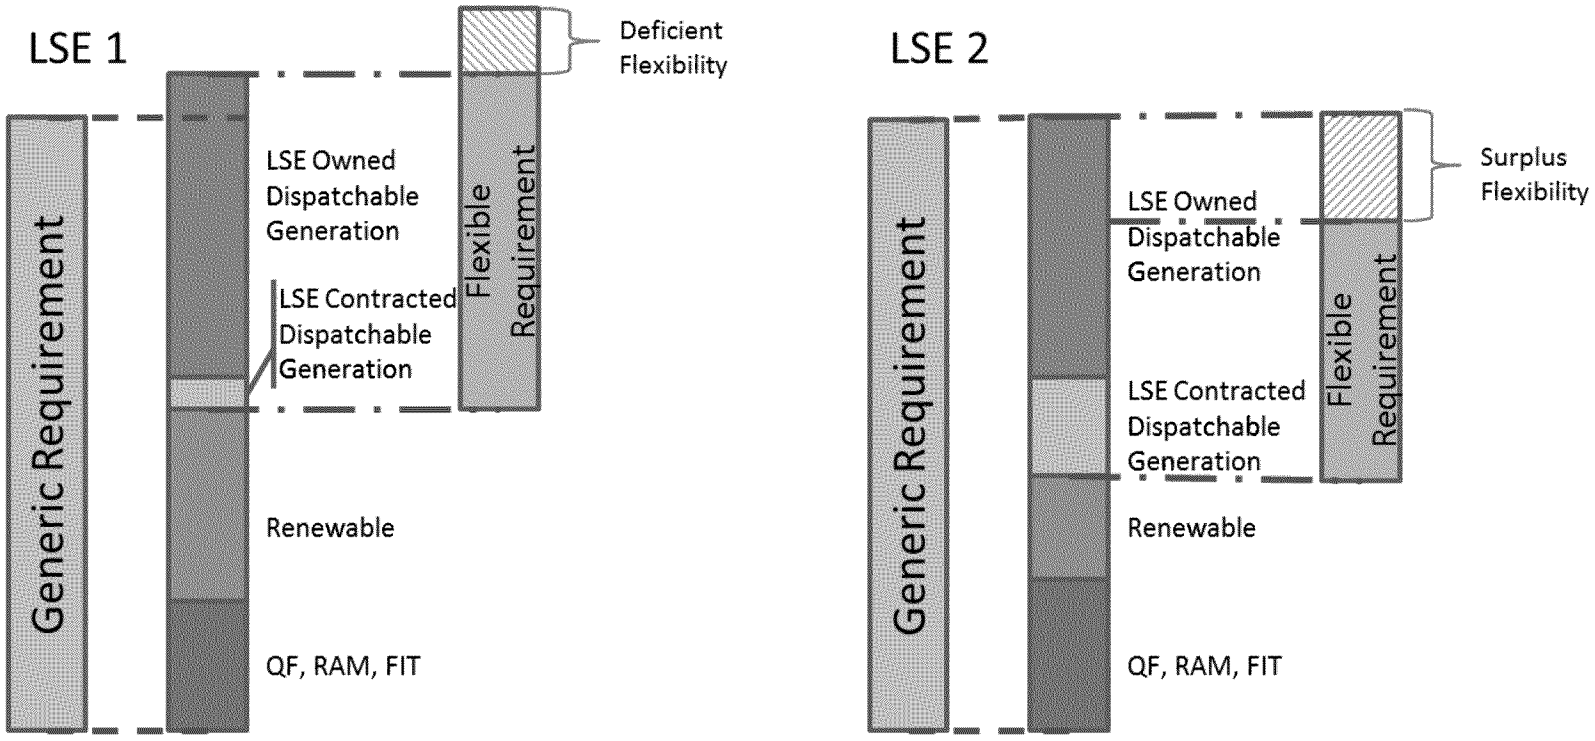 LSE 1
Deficient
Flexibility
Generic Requirement
LSE Owned
Dispatchable
Generation
LSE Contracted
Dispatchable
Generation
Renewable
QF, RAM, FIT
Flexible
Requirement
LSE 2
Surplus
Flexibility
Generic Requirement
LSE Owned
Dispatchable
Generation
LSE Contracted
Dispatchable
Generation
Renewable
QF, RAM, FIT
Flexible
Requirement